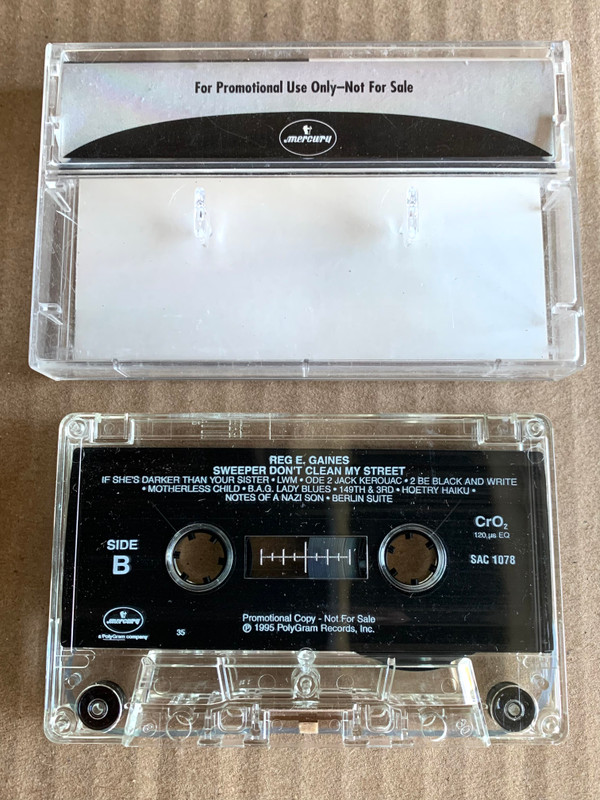 For Promotional Use Only–Not For Sale
mercury
REG E. GAINES
SWEEPER DON'T CLEAN MY STREET
IF SHE'S DARKER THAN YOUR SISTER • LWM • ODE 2 JACK KEROUAC • 2 BE BLACK AND WRITE
• MOTHERLESS CHILD • B.A.G. LADY BLUES • 149TH & 3RD • HOETRY HAIKU •
NOTES OF A NAZI SON • BERLIN SUITE
SIDE
B
CrO₂
120 µs EQ
SAC 1078
mercury
a PolyGram company
35
Promotional Copy - Not For Sale
℗ 1995 PolyGram Records, Inc.